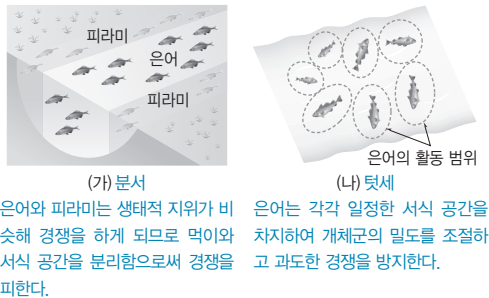 피라미
은어
피라미
은어의 활동 범위
(가) 분서
은어와 피라미는 생태적 지위가 비
슷해 경쟁을 하게 되므로 먹이와
서식 공간을 분리함으로써 경쟁을
피한다.
(나) 텃세
은어는 각각 일정한 서식 공간을
차지하여 개체군의 밀도를 조절하
고 과도한 경쟁을 방지한다.